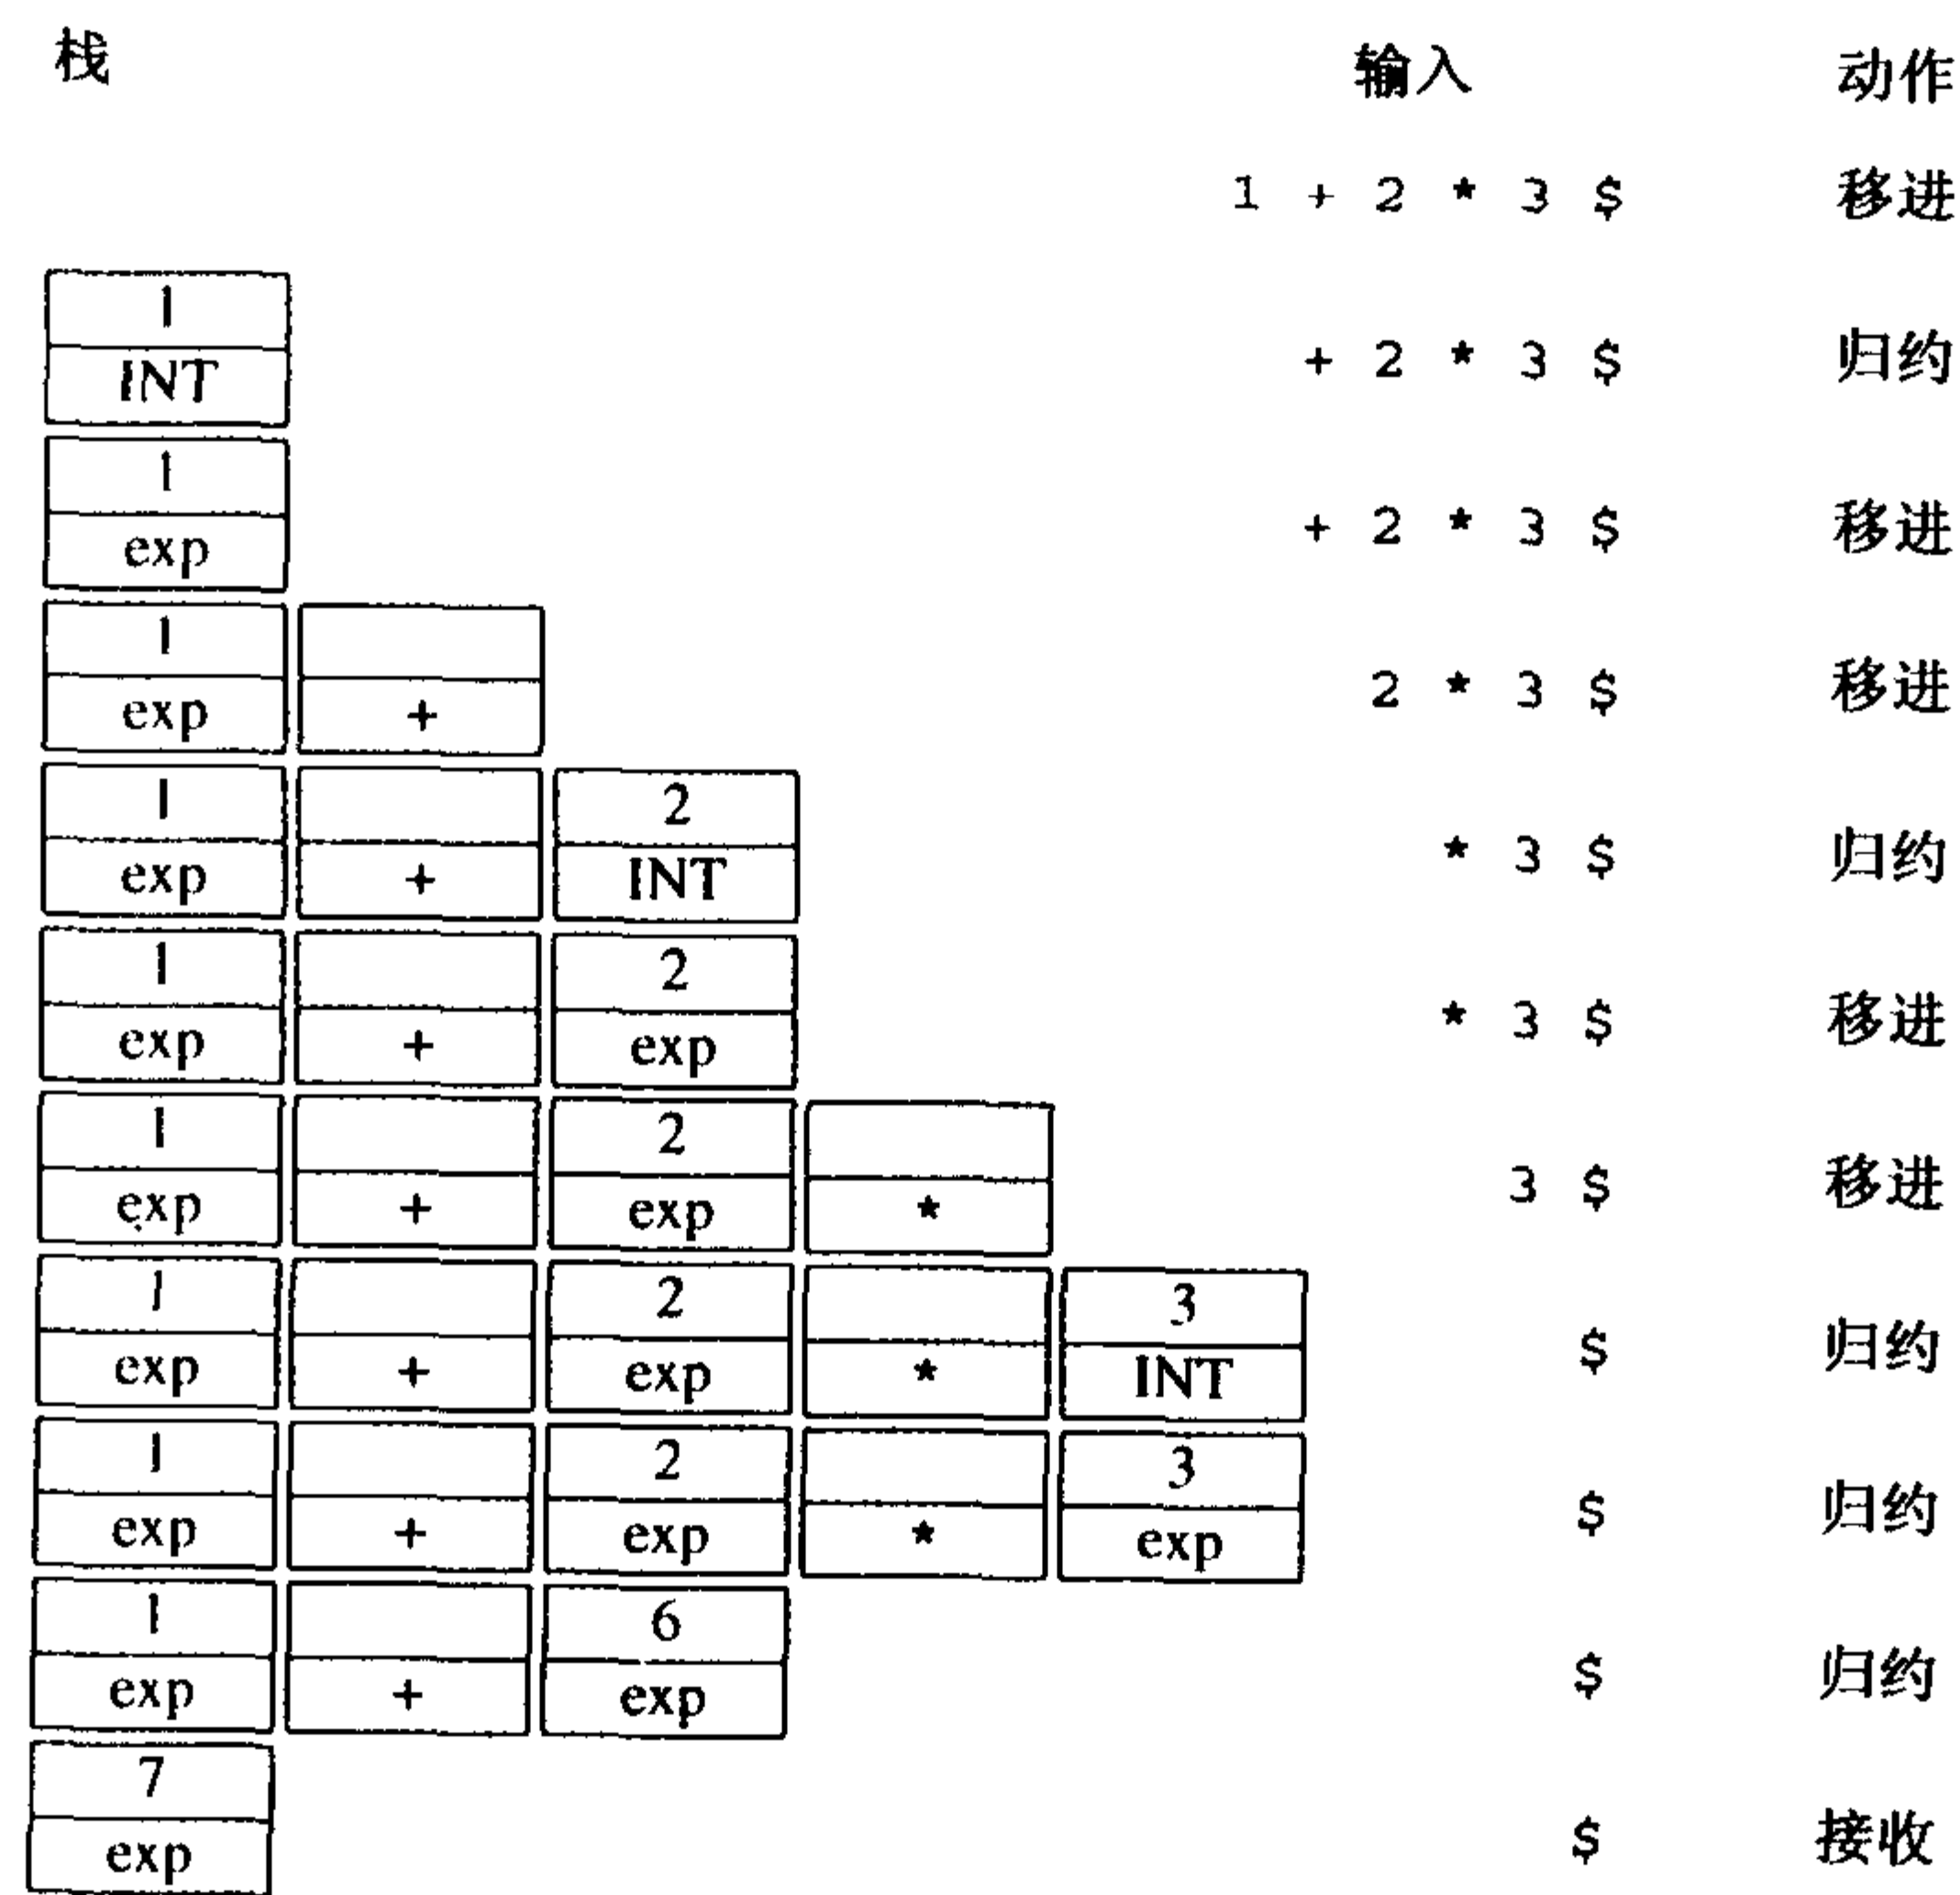 栈 输入 动作
1 + 2 * 3 $ 移进
1
INT + 2 * 3 $ 归约
1
exp + 2 * 3 $ 移进
1
exp + 2 * 3 $ 移进
1 2
exp + INT * 3 $ 归约
1 2
exp + exp * 3 $ 移进
1 2
exp + exp * 3 $ 移进
1 2 3
exp + exp * INT $ 归约
1 2 3
exp + exp * exp $ 归约
1 6
exp + exp $ 归约
7
exp $ 接收